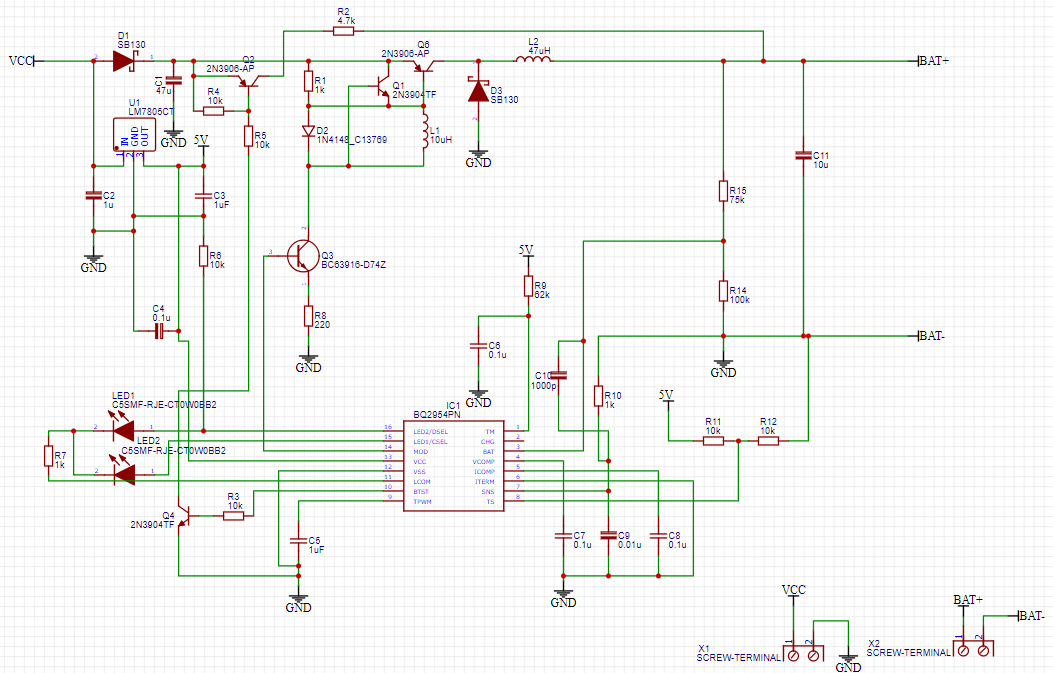 R2
4.7k
D1
SB130
VCC
Q2
2N3906-AP
Q6
2N3906-AP
L2
47uH
BAT+
C1
47u
R4
10k
R1
1k
Q1
2N3904TF
D3
SB130
U1
LM7805CT
IN
GND
OUT
1
2
3
GND
5V
R5
10k
D2
1N4148_C13769
L1
10uH
GND
C11
10u
C2
1u
C3
1uF
R15
75k
GND
R6
10k
Q3
BC63916-D74Z
5V
R9
62k
R14
100k
C4
0.1u
R8
220
GND
C6
0.1u
GND
BAT-
GND
C10
1000p
R10
1k
5V
R11
10k
R12
10k
LED1
C5SMF-RJE-CT0W0BB2
LED2
C5SMF-RJE-CT0W0BB2
R7
1k
IC1
BQ2954PN
16 LED2/DSEL TM 1
15 LED1/CSEL CHG 2
14 MOD BAT 3
13 VCC VCOMP 4
12 VSS ICOMP 5
11 LCOM ITERM 6
10 BTST SNS 7
9 TPWM TS 8
R3
10k
Q4
2N3904TF
C5
1uF
GND
C7
0.1u
C9
0.01u
C8
0.1u
GND
VCC
X1
SCREW-TERMINAL
1
2
GND
BAT+
BAT-
X2
SCREW-TERMINAL
1
2